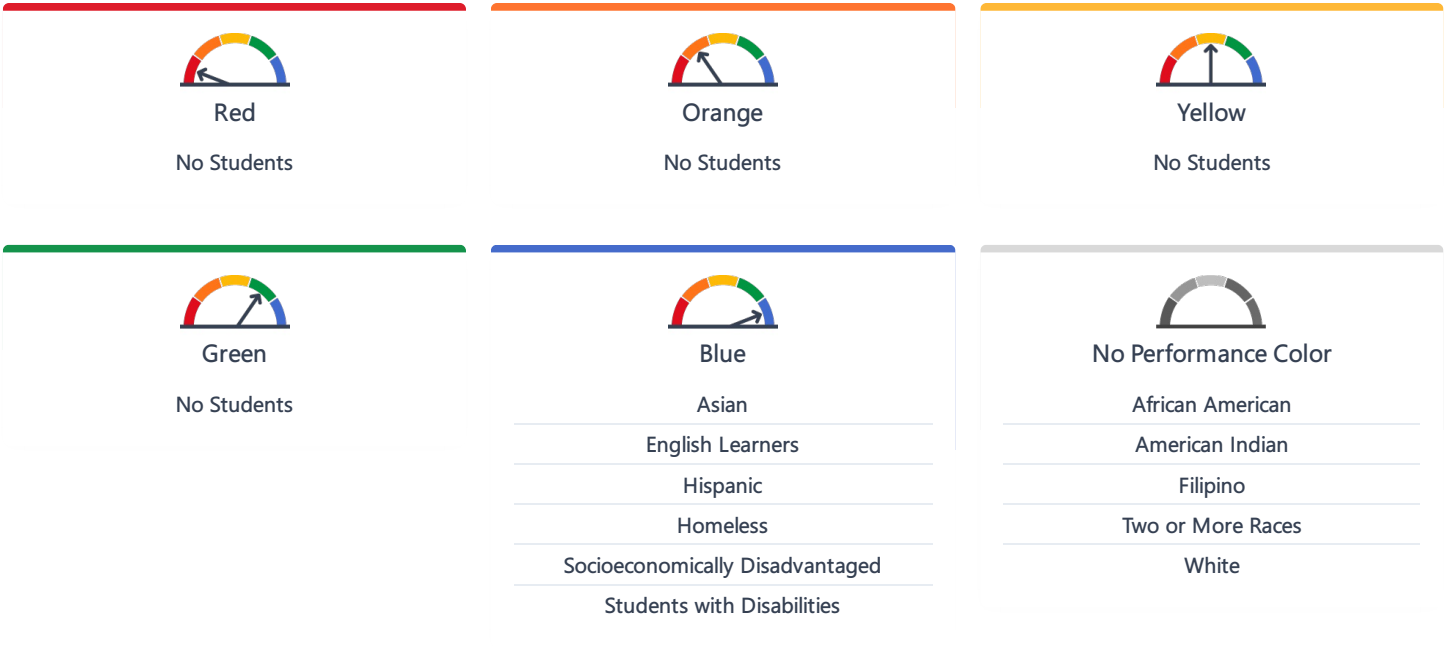 Red
No Students
Orange
No Students
Yellow
No Students
Green
No Students
Blue
Asian
English Learners
Hispanic
Homeless
Socioeconomically Disadvantaged
Students with Disabilities
No Performance Color
African American
American Indian
Filipino
Two or More Races
White